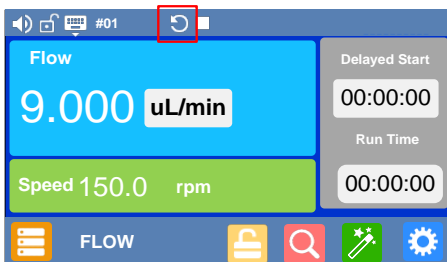 #01
Flow
9.000 uL/min
Delayed Start
00:00:00
Run Time
00:00:00
Speed 150.0 rpm
FLOW